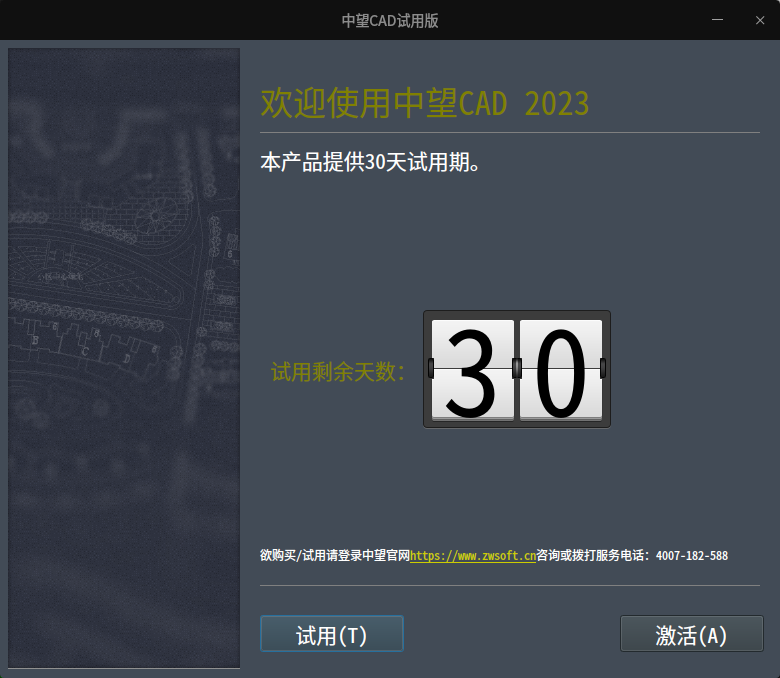 中望CAD试用版
欢迎使用中望CAD 2023
本产品提供30天试用期。
试用剩余天数：
30
欲购买/试用请登录中望官网https://www.zwsoft.cn咨询或拨打服务电话：4007-182-588
试用(T)
激活(A)
B
C
D